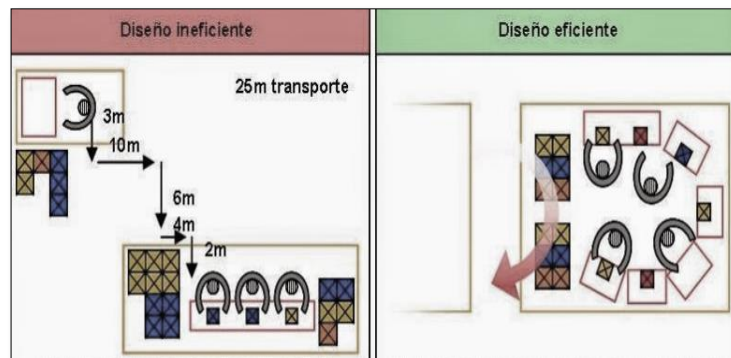 Diseño ineficiente
Diseño eficiente
25m transporte
3m
10m
6m
4m
2m